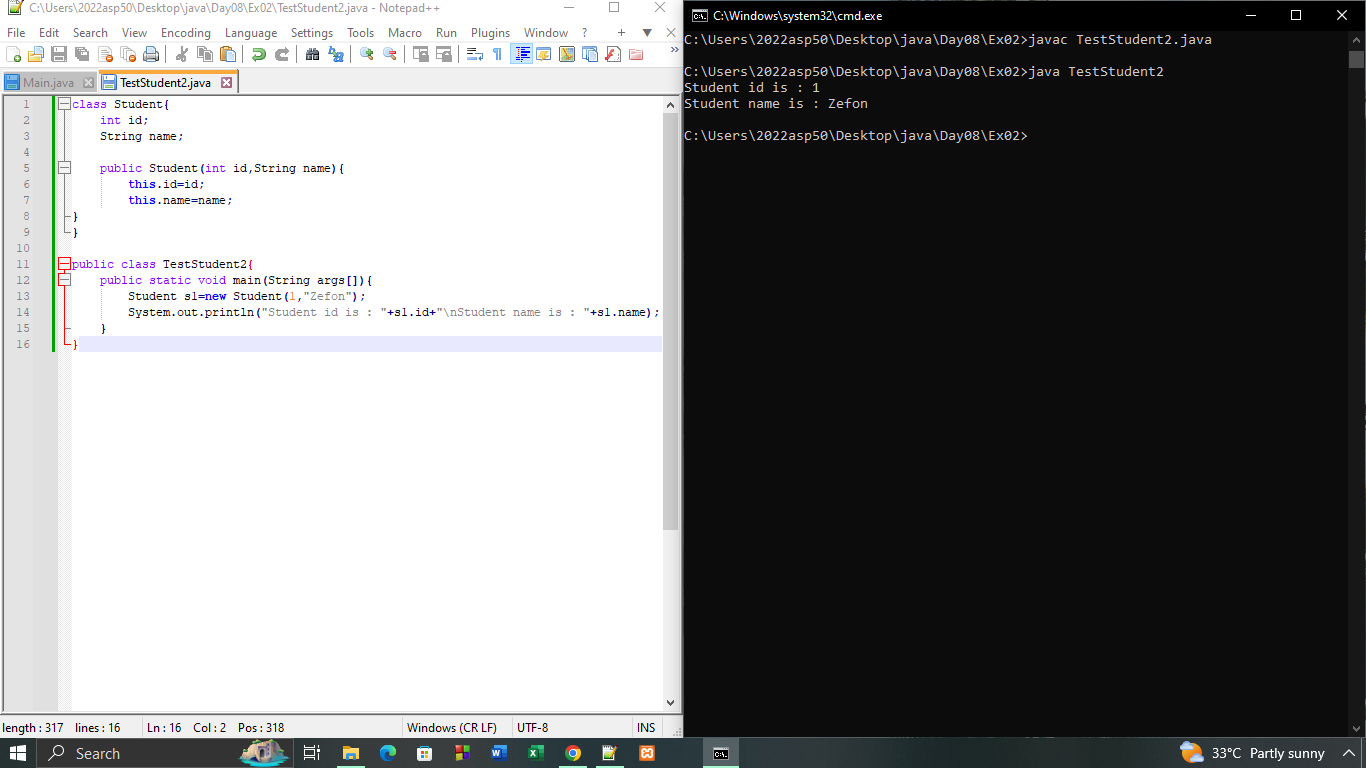 C:\Users\2022asp50\Desktop\java\Day08\Ex02\TestStudent2.java - Notepad++
File Edit Search View Encoding Language Settings Tools Macro Run Plugins Window ? + ▼ X
Main.java TestStudent2.java
1 class Student{
2 int id;
3 String name;
4
5 public Student(int id,String name){
6 this.id=id;
7 this.name=name;
8 }
9 }
10
11 public class TestStudent2{
12 public static void main(String args[]){
13 Student s1=new Student(1,"Zefon");
14 System.out.println("Student id is : "+s1.id+"\nStudent name is : "+s1.name);
15 }
16 }
length : 317 lines : 16 Ln : 16 Col : 2 Pos : 318 Windows (CR LF) UTF-8 INS
C:\Windows\system32\cmd.exe
C:\Users\2022asp50\Desktop\java\Day08\Ex02>javac TestStudent2.java
C:\Users\2022asp50\Desktop\java\Day08\Ex02>java TestStudent2
Student id is : 1
Student name is : Zefon
C:\Users\2022asp50\Desktop\java\Day08\Ex02>
Search
33°C Partly sunny